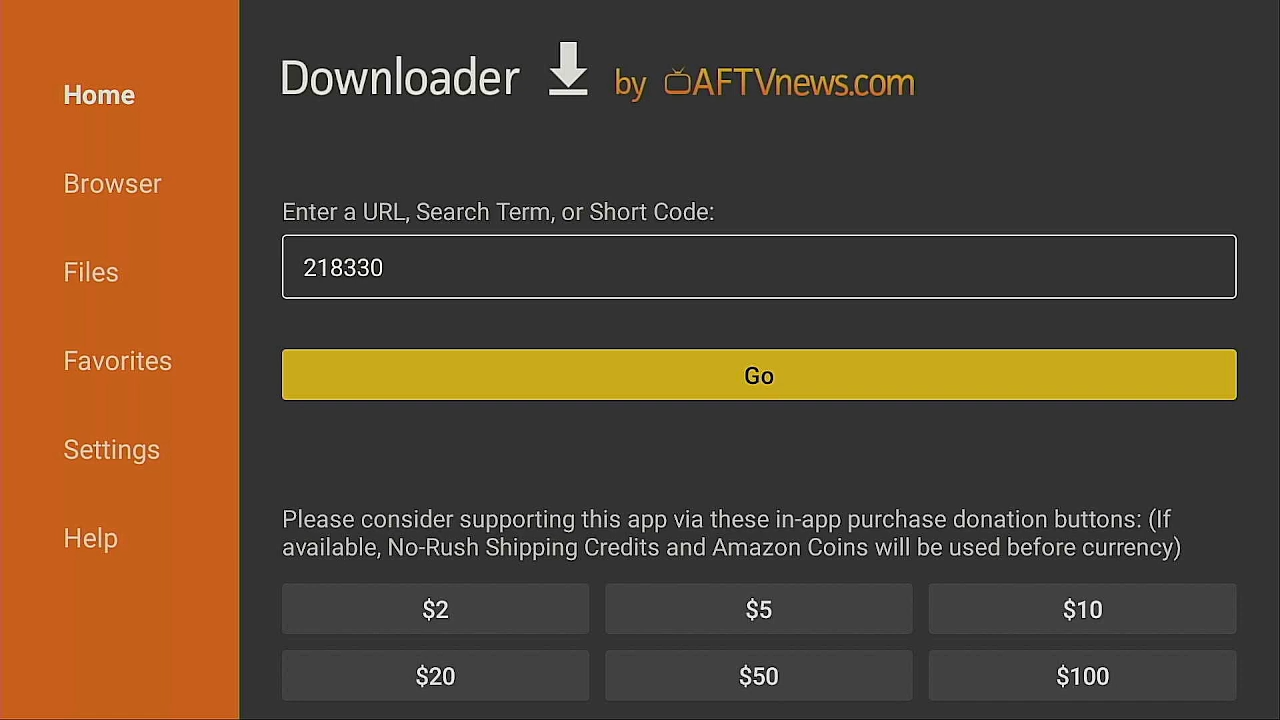 Home
Browser
Files
Favorites
Settings
Help
Downloader by AFTVnews.com
Enter a URL, Search Term, or Short Code:
218330
Go
Please consider supporting this app via these in-app purchase donation buttons: (If
available, No-Rush Shipping Credits and Amazon Coins will be used before currency)
$2 $5 $10
$20 $50 $100